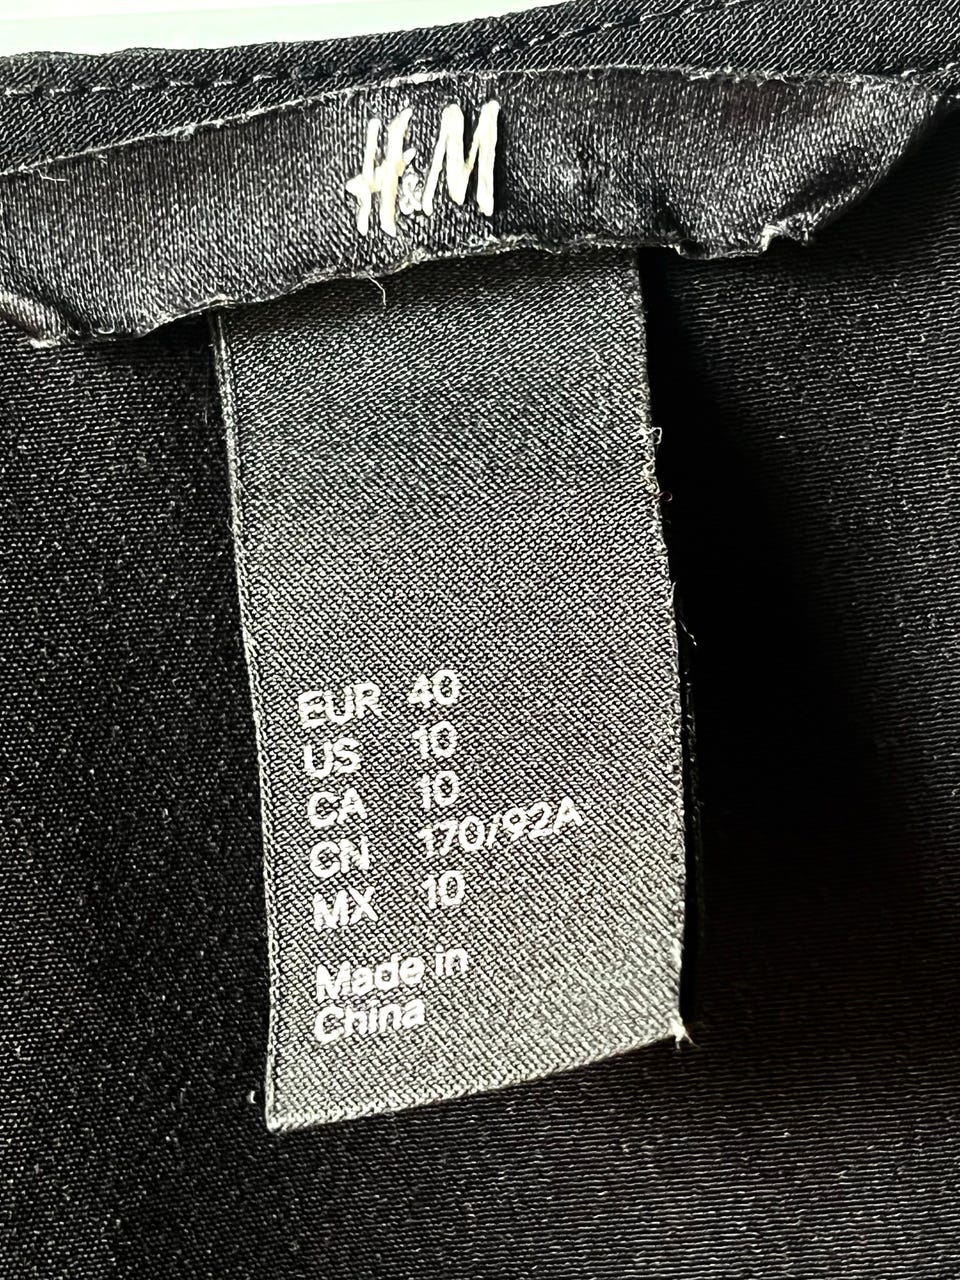 H&M
EUR 40
US 10
CA 10
CN 170/92A
MX 10
Made in
China